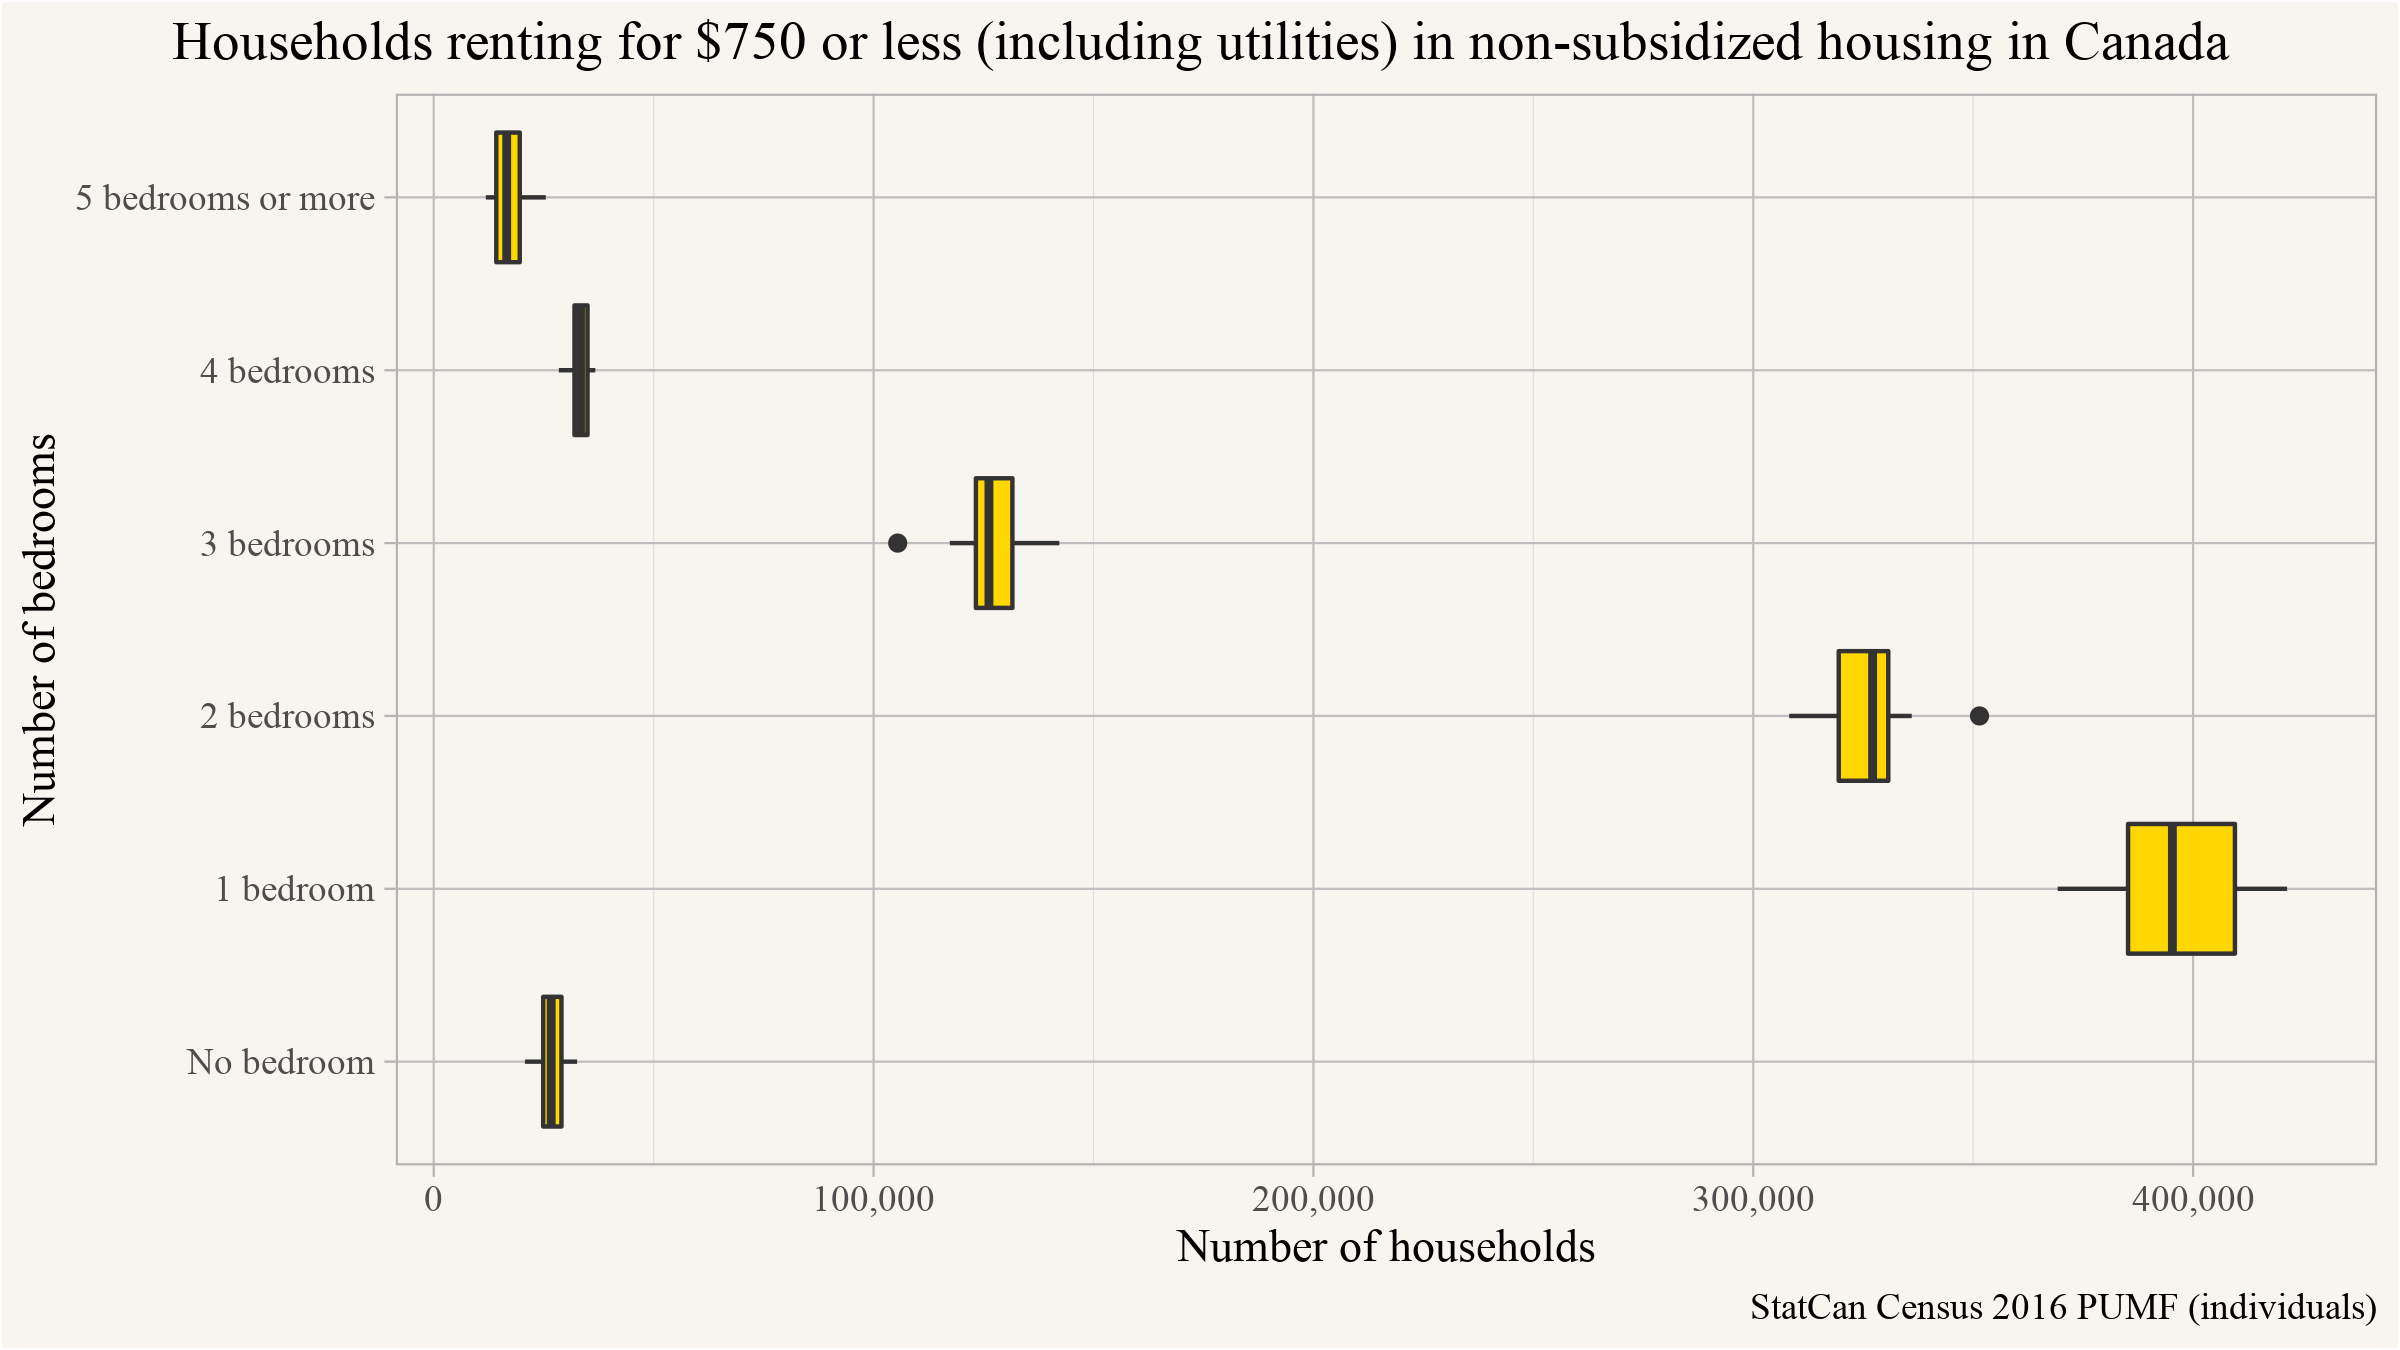 Households renting for $750 or less (including utilities) in non-subsidized housing in Canada
Number of bedrooms
5 bedrooms or more
4 bedrooms
3 bedrooms
2 bedrooms
1 bedroom
No bedroom
0 100,000 200,000 300,000 400,000
Number of households
StatCan Census 2016 PUMF (individuals)